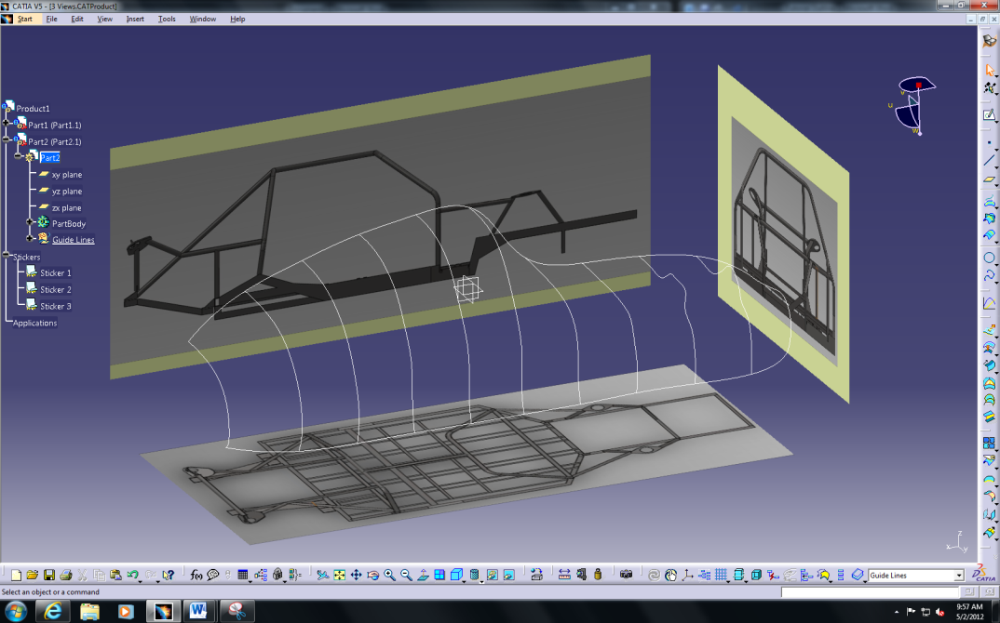 CATIA V5 - [3 Views.CATProduct]
Start File Edit View Insert Tools Window Help
Product1
Part1 (Part1.1)
Part2 (Part2.1)
Part2
xy plane
yz plane
zx plane
PartBody
Guide Lines
Stickers
Sticker 1
Sticker 2
Sticker 3
Applications
v
u
w
z
x
y
f(x)
Guide Lines
CATIA
Select an object or a command
9:57 AM
5/2/2012